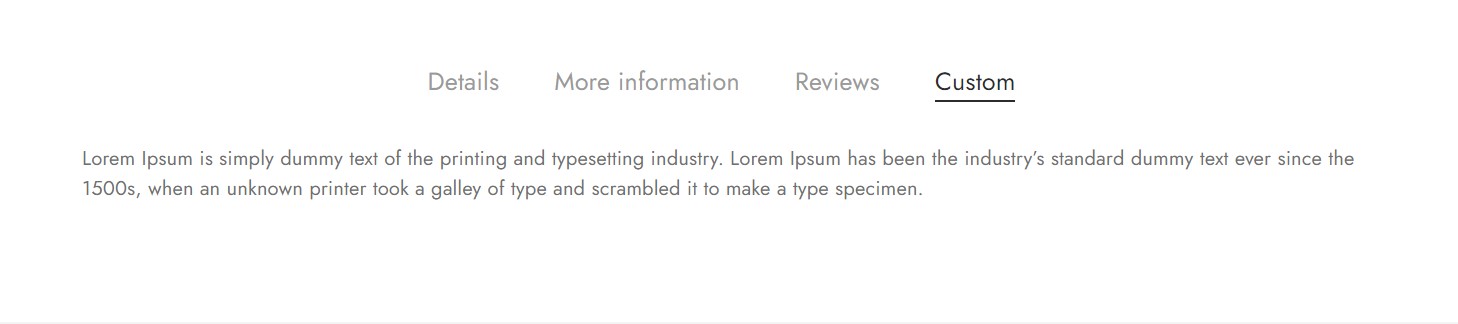 Details More information Reviews Custom
Lorem Ipsum is simply dummy text of the printing and typesetting industry. Lorem Ipsum has been the industry’s standard dummy text ever since the
1500s, when an unknown printer took a galley of type and scrambled it to make a type specimen.